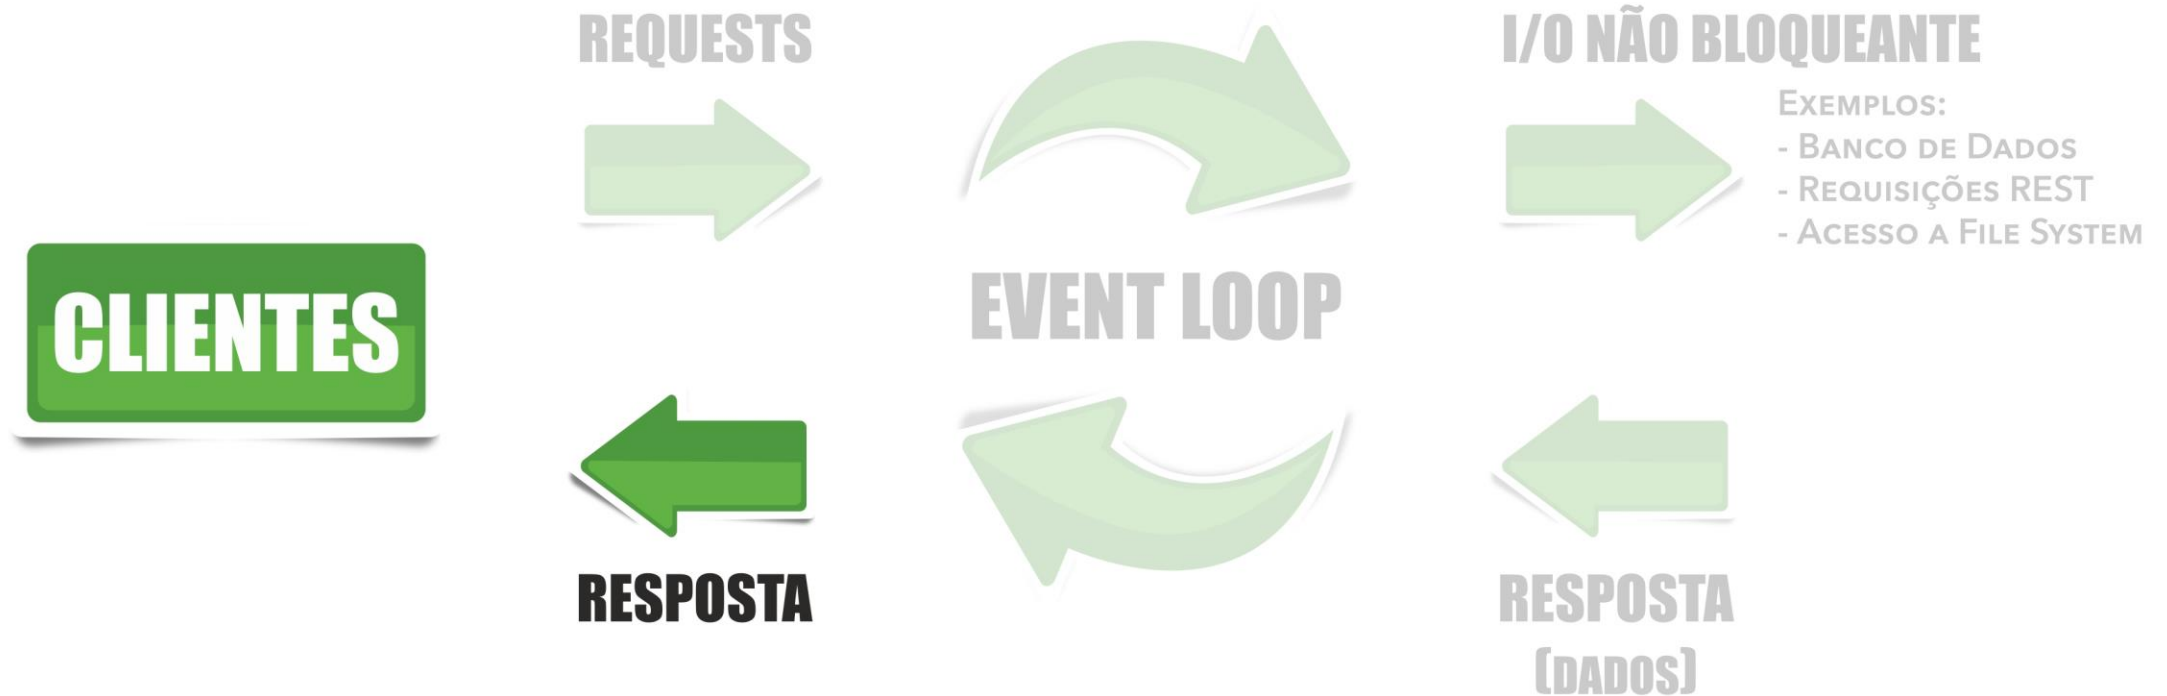 REQUESTS
I/O NÃO BLOQUEANTE
EXEMPLOS:
- BANCO DE DADOS
- REQUISIÇÕES REST
- ACESSO A FILE SYSTEM
CLIENTES
EVENT LOOP
RESPOSTA
RESPOSTA
(DADOS)